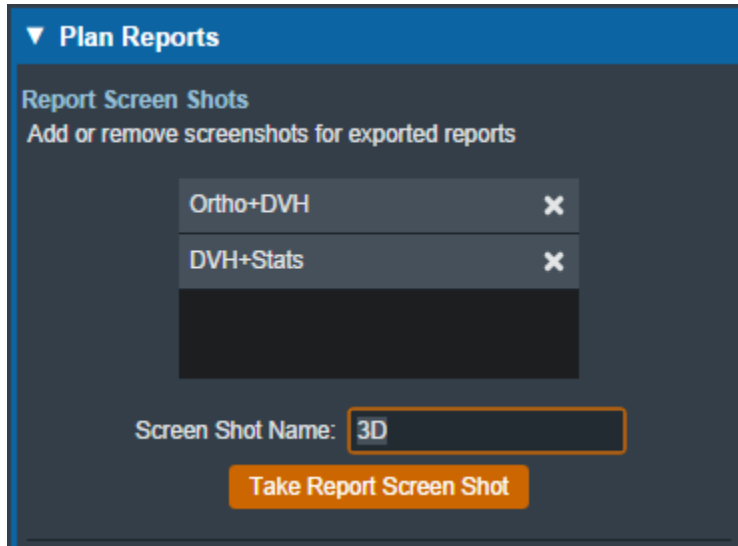 ▼ Plan Reports
Report Screen Shots
Add or remove screenshots for exported reports
Ortho+DVH ✖
DVH+Stats ✖
Screen Shot Name: 3D
Take Report Screen Shot